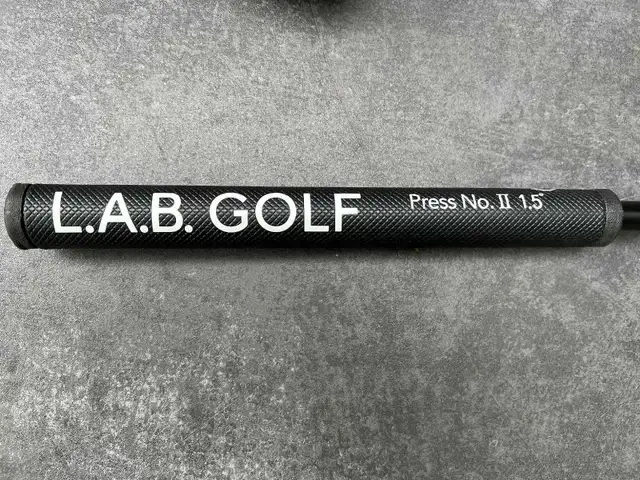 L.A.B. GOLF
Press No. II 1.5°